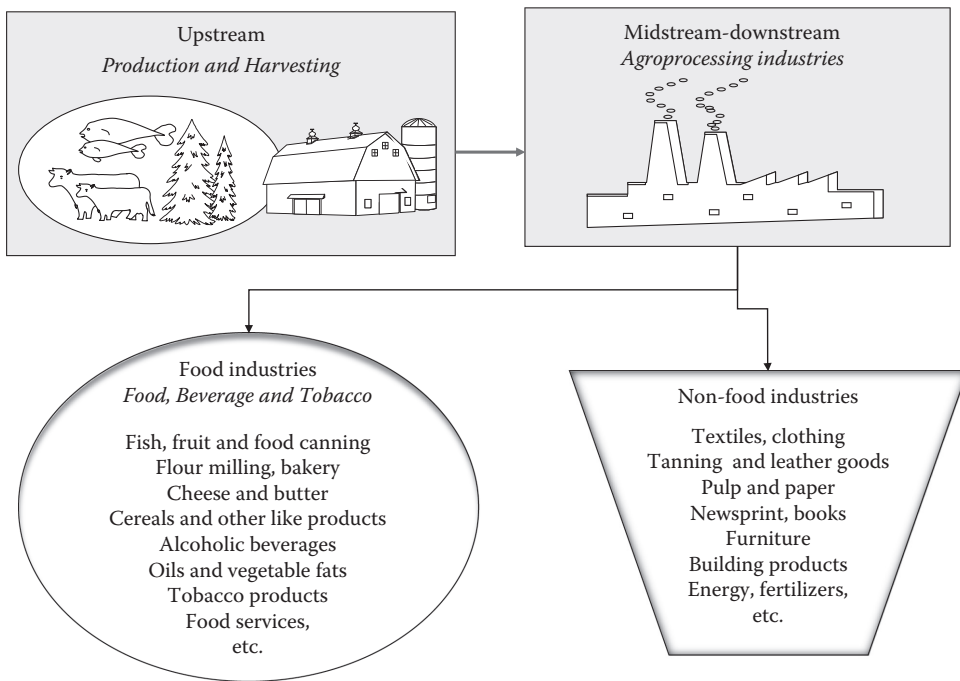 Upstream
Production and Harvesting
Midstream-downstream
Agroprocessing industries
Food industries
Food, Beverage and Tobacco
Fish, fruit and food canning
Flour milling, bakery
Cheese and butter
Cereals and other like products
Alcoholic beverages
Oils and vegetable fats
Tobacco products
Food services,
etc.
Non-food industries
Textiles, clothing
Tanning and leather goods
Pulp and paper
Newsprint, books
Furniture
Building products
Energy, fertilizers,
etc.